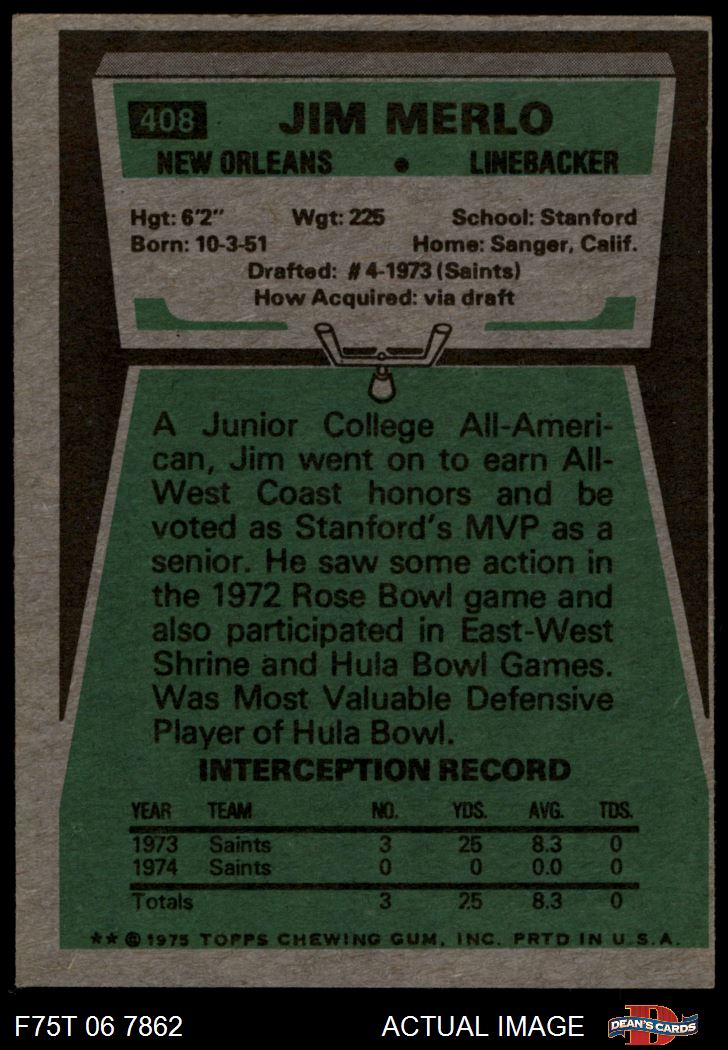 408 JIM MERLO
NEW ORLEANS • LINEBACKER
Hgt: 6'2" Wgt: 225 School: Stanford
Born: 10-3-51 Home: Sanger, Calif.
Drafted: #4-1973 (Saints)
How Acquired: via draft
A Junior College All-Ameri-
can, Jim went on to earn All-
West Coast honors and be
voted as Stanford's MVP as a
senior. He saw some action in
the 1972 Rose Bowl game and
also participated in East-West
Shrine and Hula Bowl Games.
Was Most Valuable Defensive
Player of Hula Bowl.
INTERCEPTION RECORD
YEAR TEAM NO. YDS. AVG. TDS.
1973 Saints 3 25 8.3 0
1974 Saints 0 0 0.0 0
Totals 3 25 8.3 0
** © 1975 TOPPS CHEWING GUM, INC. PRTD IN U.S.A.
F75T 06 7862 ACTUAL IMAGE D DEAN'S CARDS